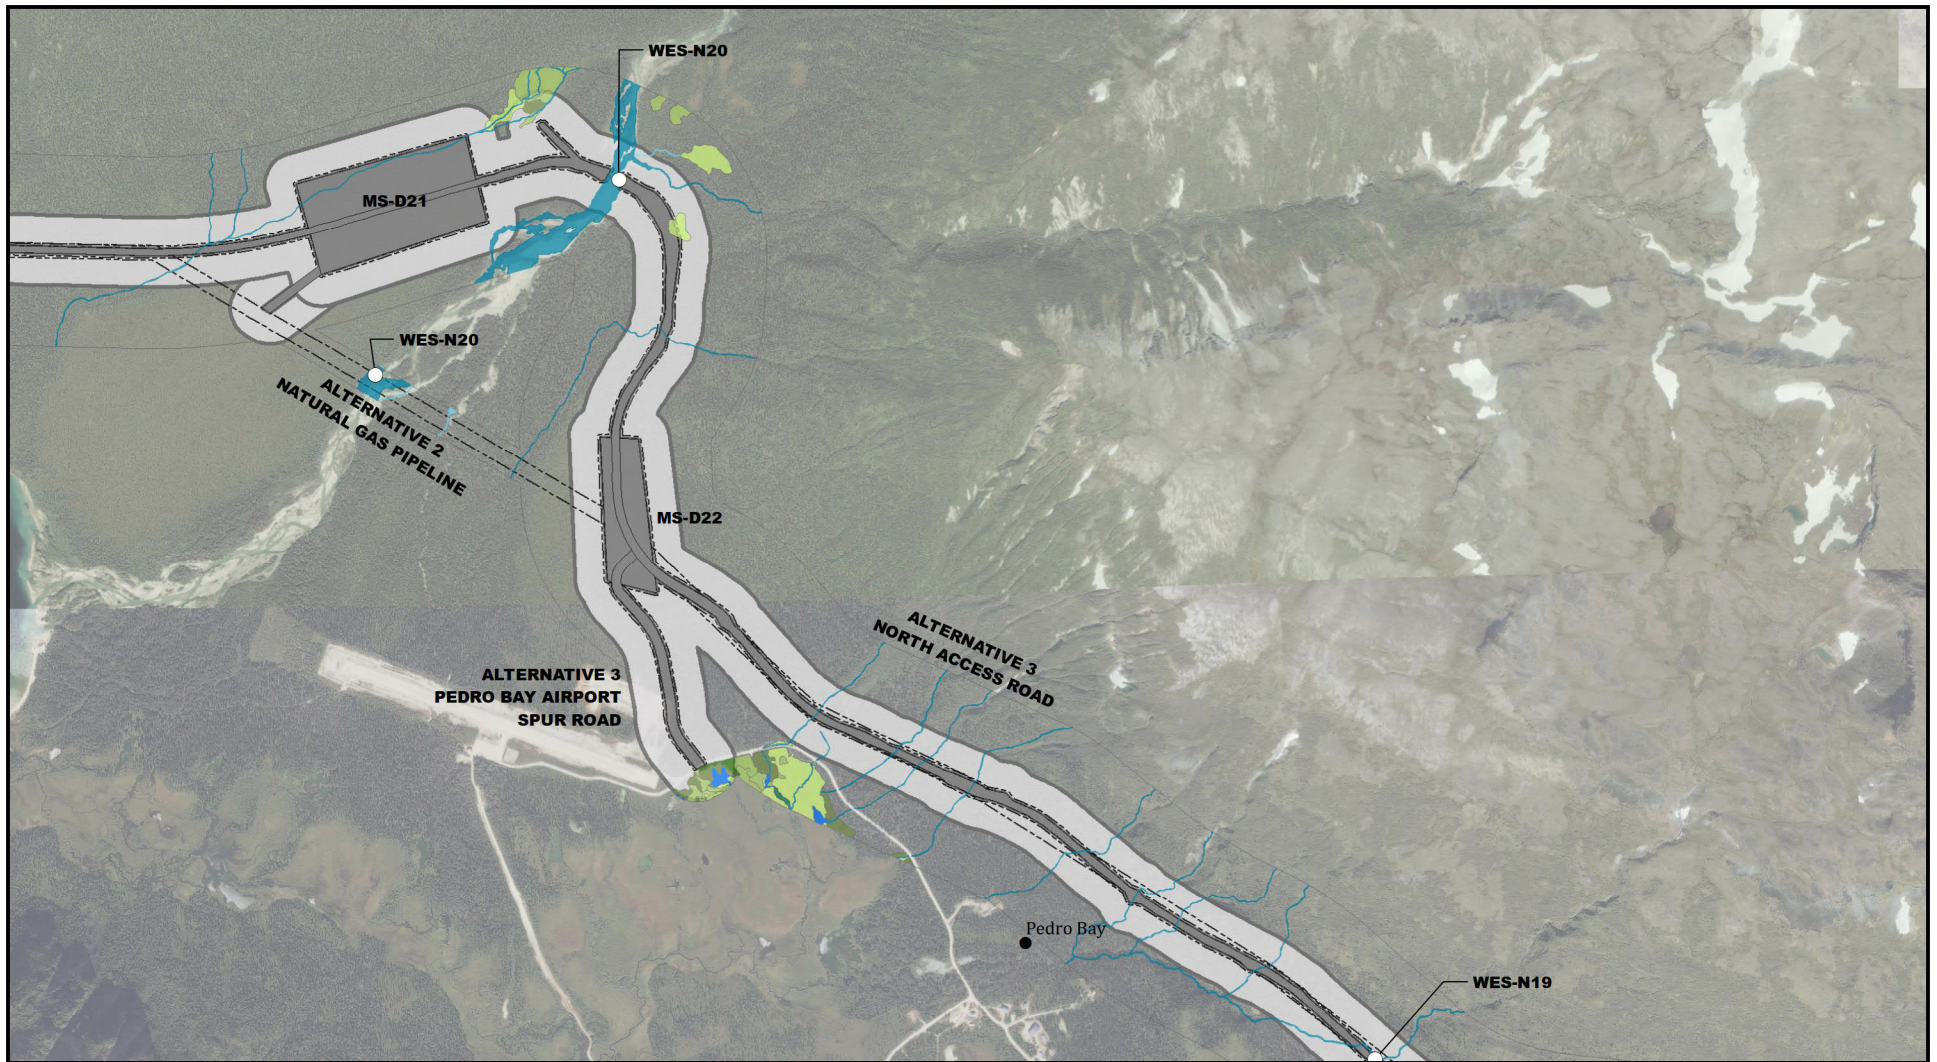 WES-N20
MS-D21
WES-N20
ALTERNATIVE 2
NATURAL GAS PIPELINE
MS-D22
ALTERNATIVE 3
NORTH ACCESS ROAD
ALTERNATIVE 3
PEDRO BAY AIRPORT
SPUR ROAD
Pedro Bay
WES-N19